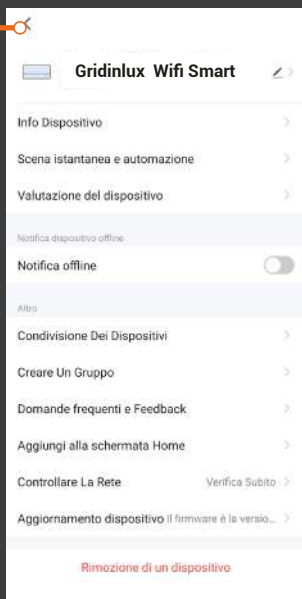 Gridinlux Wifi Smart
Info Dispositivo
Scena istantanea e automazione
Valutazione del dispositivo
Notifica dispositivo offline
Notifica offline
Altro
Condivisione Dei Dispositivi
Creare Un Gruppo
Domande frequenti e Feedback
Aggiungi alla schermata Home
Controllare La Rete Verifica Subito
Aggiornamento dispositivo Il firmware è la versio...
Rimozione di un dispositivo